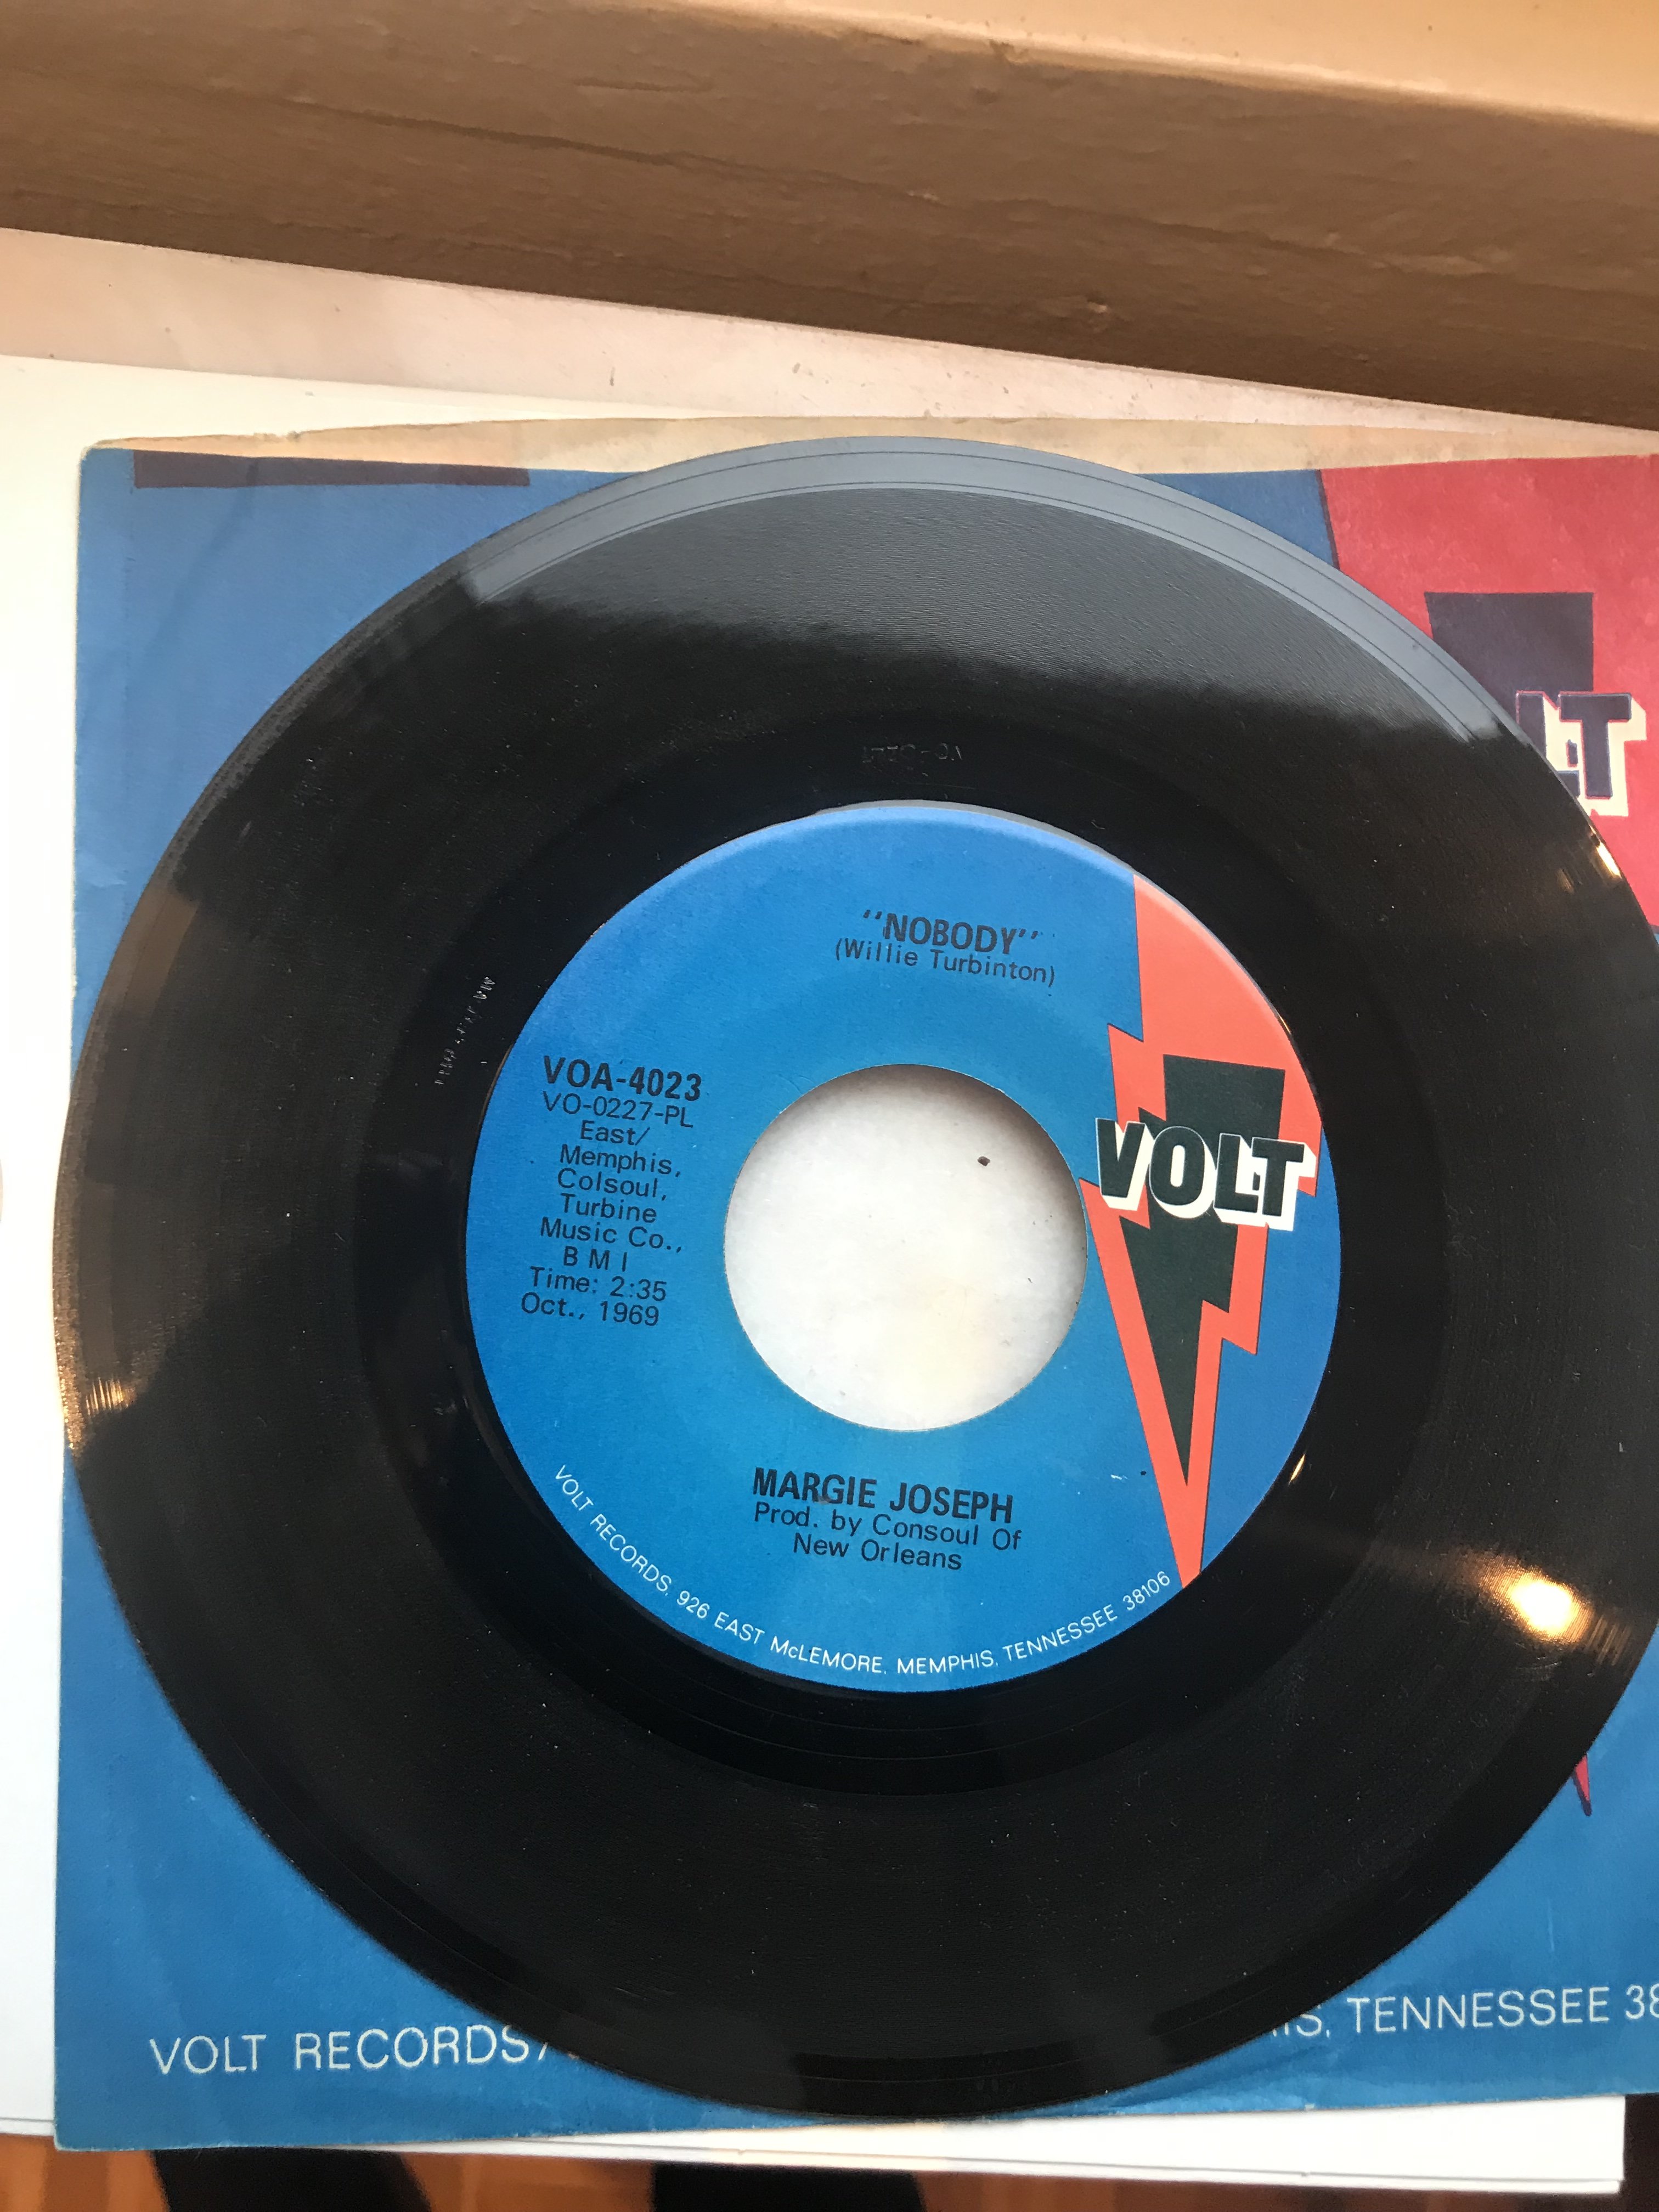 "NOBODY"
(Willie Turbinton)
VOA-4023
VO-0227-PL
East/
Memphis,
Colsoul,
Turbine
Music Co.,
B M I
Time: 2:35
Oct., 1969
VOLT
MARGIE JOSEPH
Prod. by Consoul Of
New Orleans
VOLT RECORDS, 926 EAST McLEMORE, MEMPHIS, TENNESSEE 38106
LT
VOLT RECORDS
IS, TENNESSEE 38